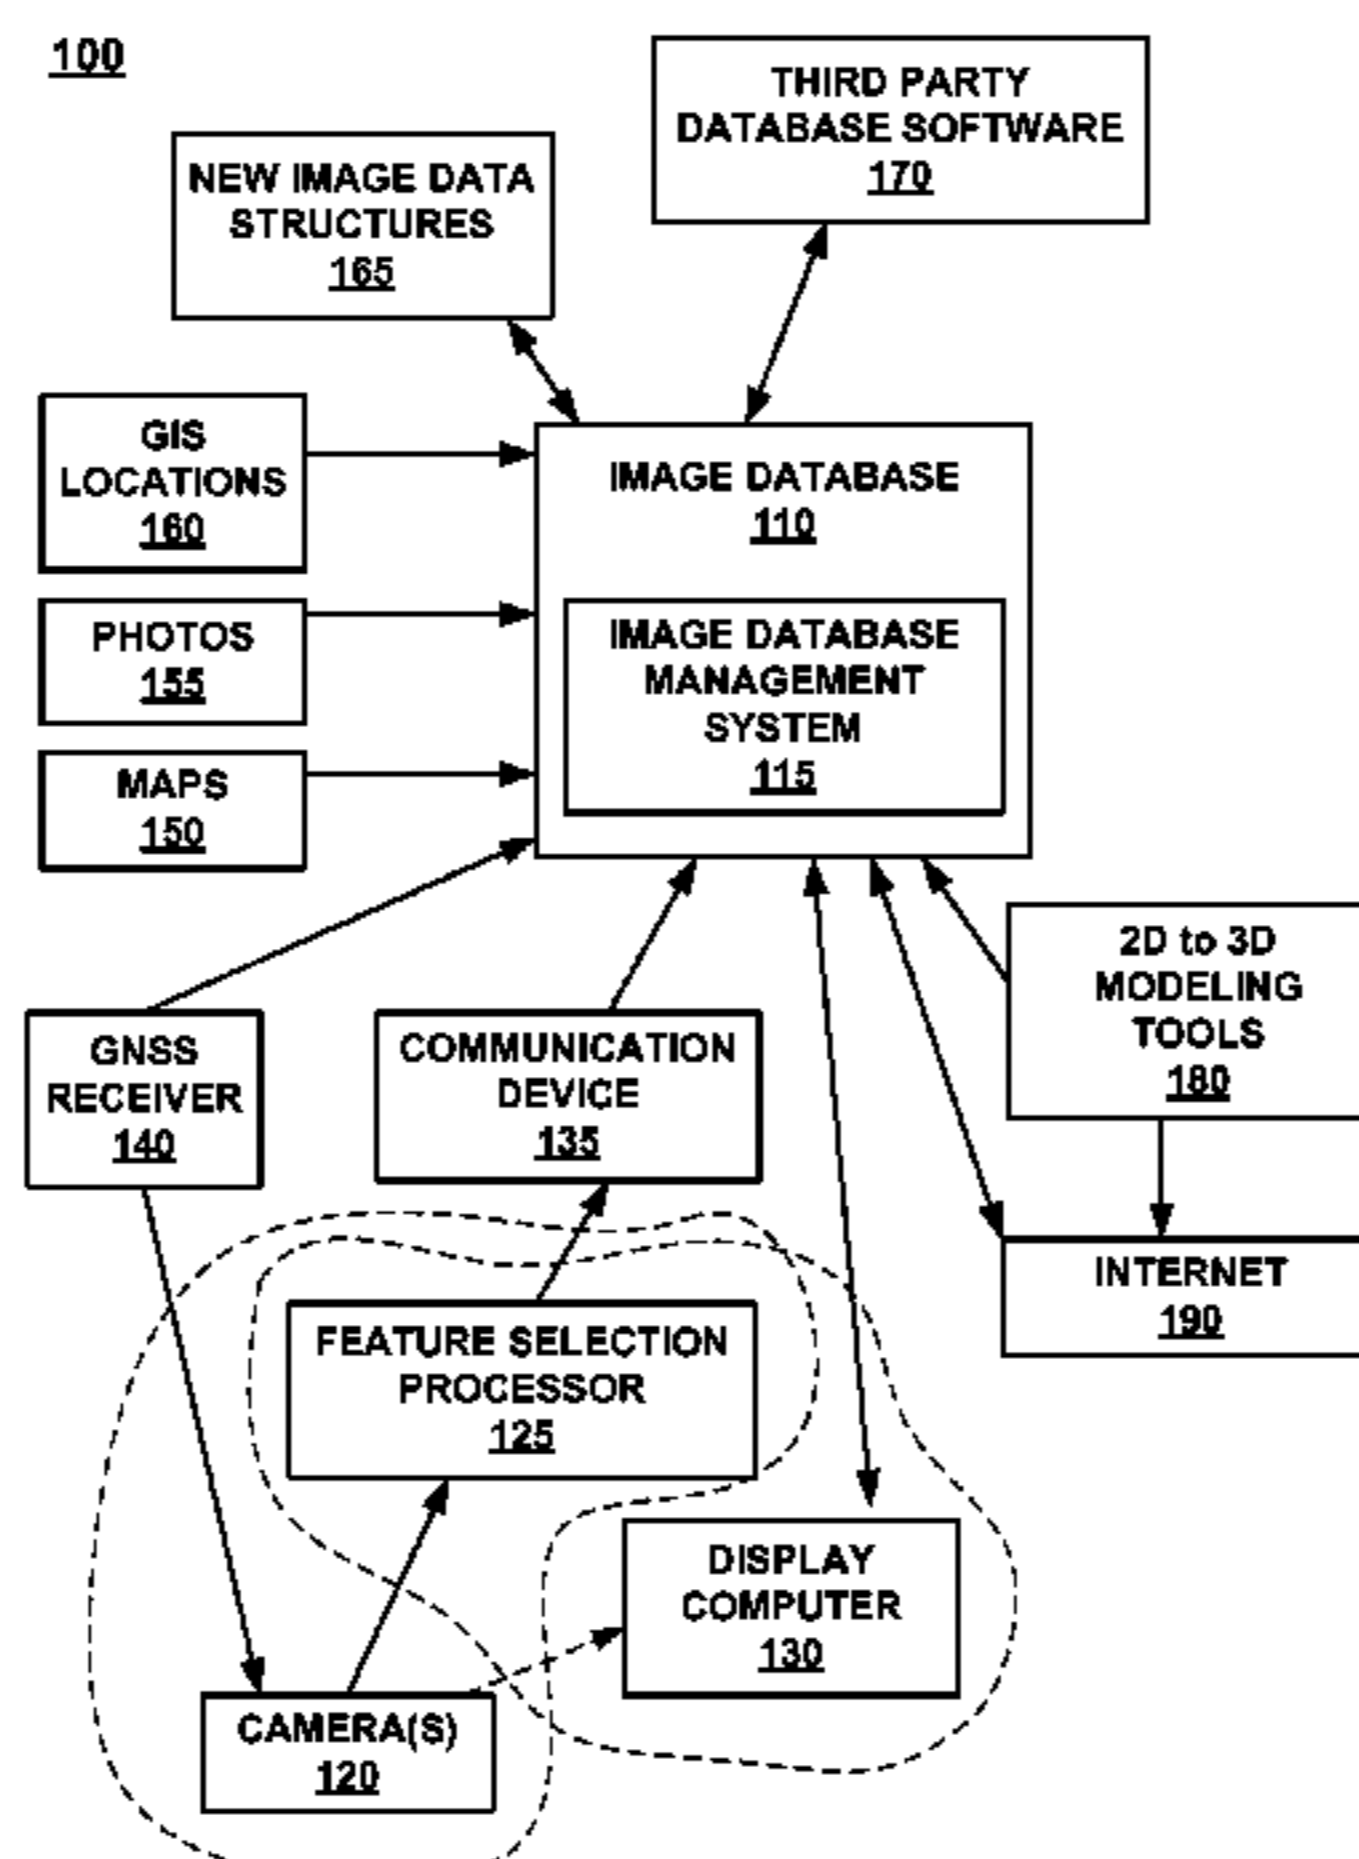 100
THIRD PARTY
DATABASE SOFTWARE
170
NEW IMAGE DATA
STRUCTURES
165
GIS
LOCATIONS
160
IMAGE DATABASE
110
PHOTOS
155
IMAGE DATABASE
MANAGEMENT
SYSTEM
115
MAPS
150
2D to 3D
MODELING
TOOLS
180
GNSS
RECEIVER
140
COMMUNICATION
DEVICE
135
INTERNET
190
FEATURE SELECTION
PROCESSOR
125
DISPLAY
COMPUTER
130
CAMERA(S)
120